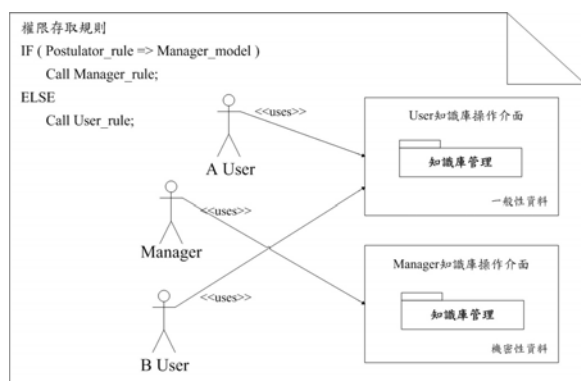 權限存取規則
IF ( Postulator_rule => Manager_model )
Call Manager_rule;
ELSE
Call User_rule;
<<uses>>
A User
User知識庫操作介面
知識庫管理
一般性資料
<<uses>>
Manager
Manager知識庫操作介面
知識庫管理
機密性資料
<<uses>>
B User